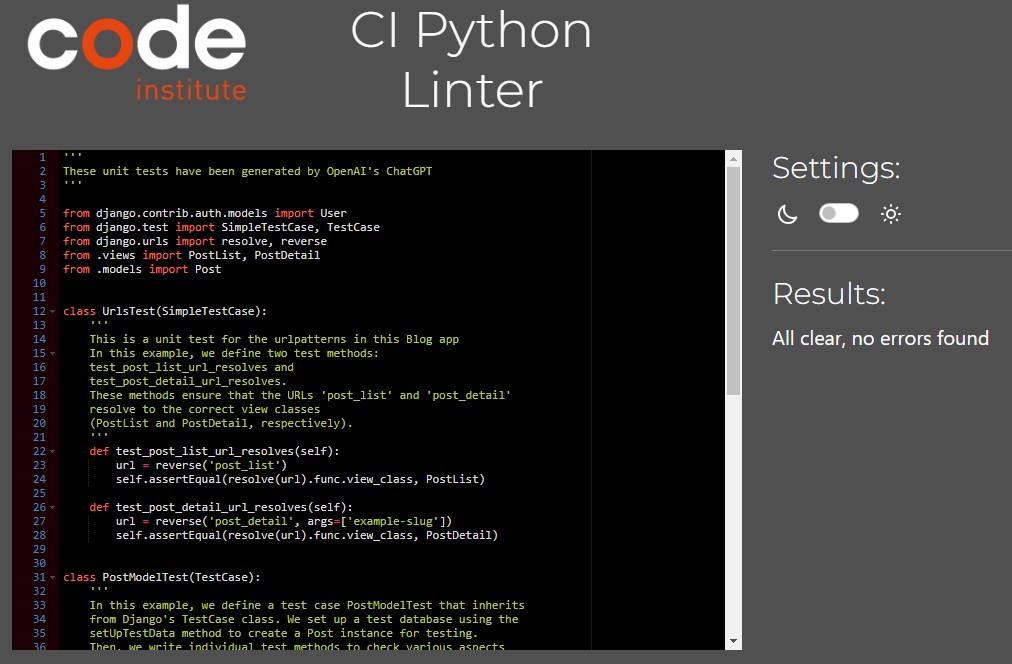 code
institute
CI Python
Linter
1 '''
2 These unit tests have been generated by OpenAI's ChatGPT
3 '''
4
5 from django.contrib.auth.models import User
6 from django.test import SimpleTestCase, TestCase
7 from django.urls import resolve, reverse
8 from .views import PostList, PostDetail
9 from .models import Post
10
11
12 class UrlsTest(SimpleTestCase):
13     '''
14     This is a unit test for the urlpatterns in this Blog app
15     In this example, we define two test methods:
16     test_post_list_url_resolves and
17     test_post_detail_url_resolves.
18     These methods ensure that the URLs 'post_list' and 'post_detail'
19     resolve to the correct view classes
20     (PostList and PostDetail, respectively).
21     '''
22     def test_post_list_url_resolves(self):
23         url = reverse('post_list')
24         self.assertEqual(resolve(url).func.view_class, PostList)
25
26     def test_post_detail_url_resolves(self):
27         url = reverse('post_detail', args=['example-slug'])
28         self.assertEqual(resolve(url).func.view_class, PostDetail)
29
30
31 class PostModelTest(TestCase):
32     '''
33     In this example, we define a test case PostModelTest that inherits
34     from Django's TestCase class. We set up a test database using the
35     setUpTestData method to create a Post instance for testing.
36     Then, we write individual test methods to check various aspects
Settings:
Results:
All clear, no errors found